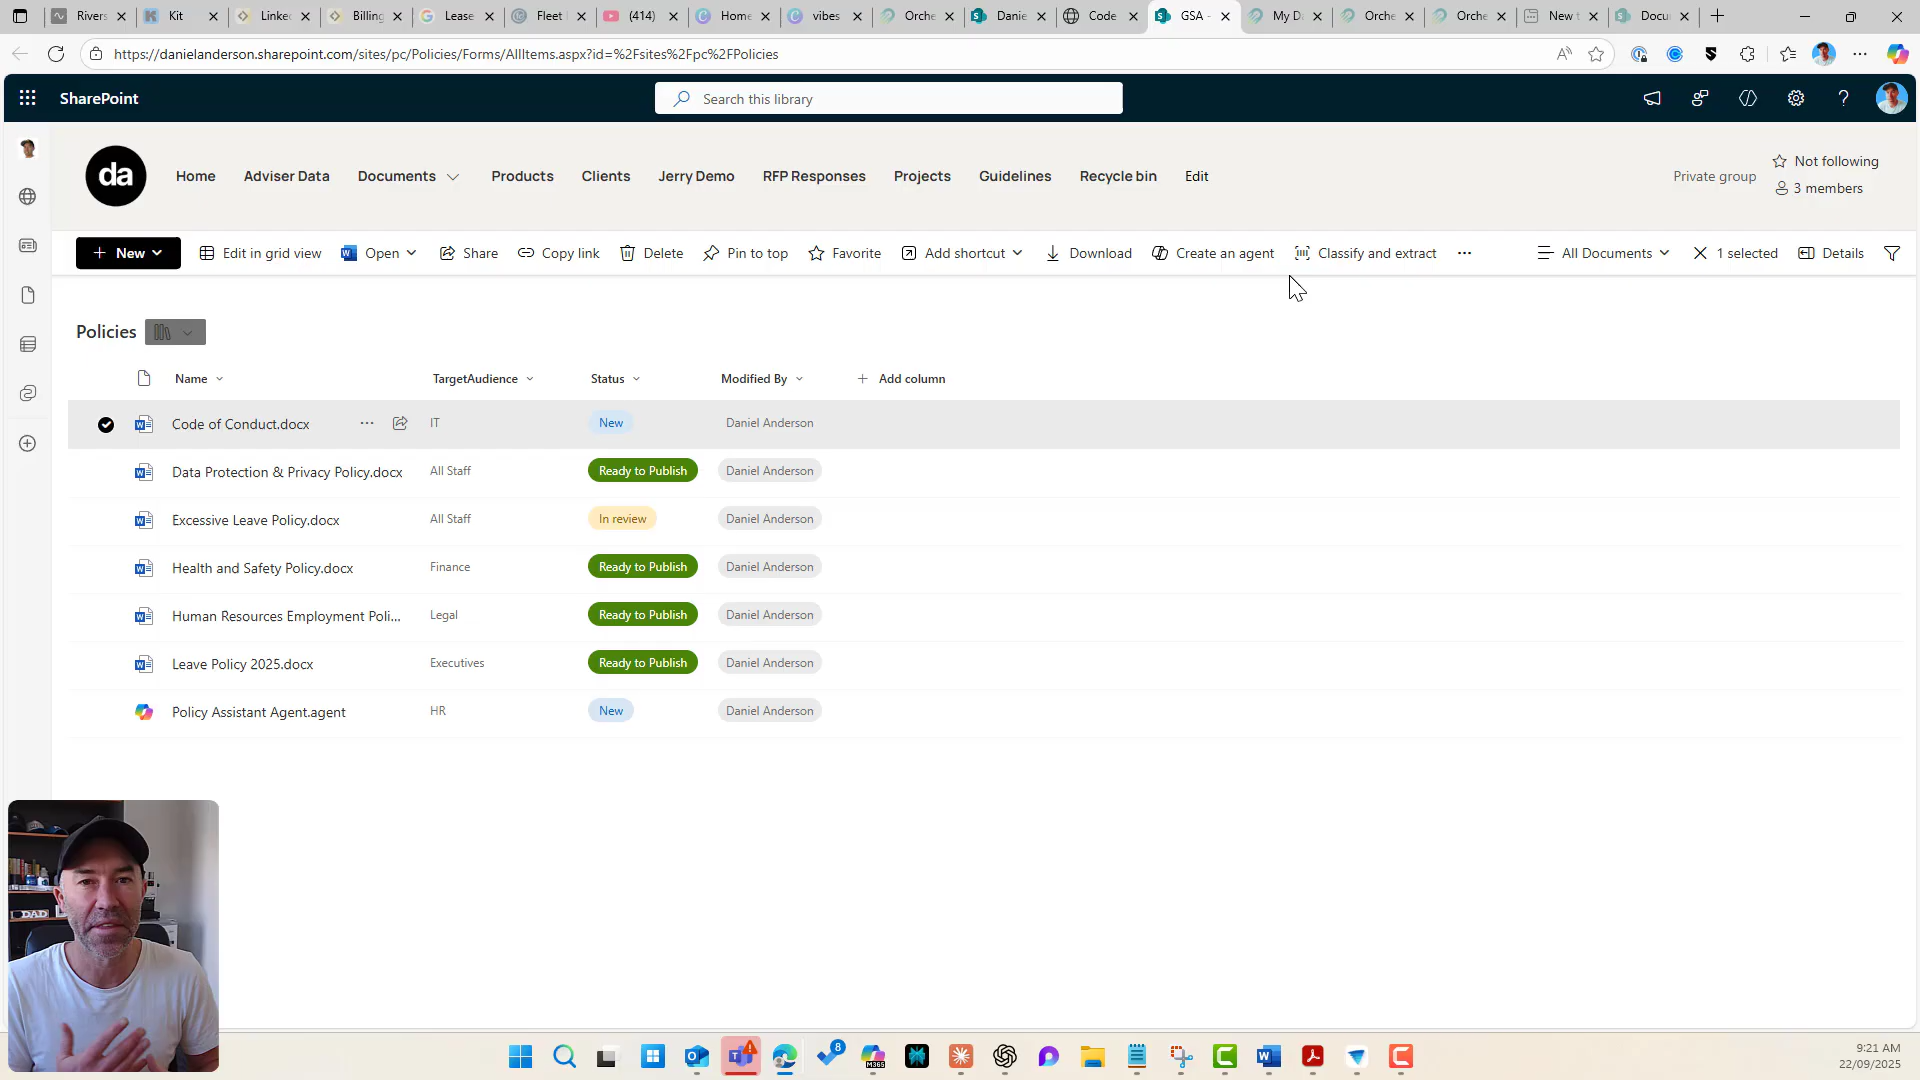 Rivers
Kit
Linke
Billing
Lease
Fleet
(414)
Home
vibes
Orche
Danie
Code
GSA -
My D
Orche
Orche
New t
Docu
https://danielanderson.sharepoint.com/sites/pc/Policies/Forms/AllItems.aspx?id=%2Fsites%2Fpc%2FPolicies
SharePoint
Search this library
da
Home
Adviser Data
Documents
Products
Clients
Jerry Demo
RFP Responses
Projects
Guidelines
Recycle bin
Edit
Private group
Not following
3 members
New
Edit in grid view
Open
Share
Copy link
Delete
Pin to top
Favorite
Add shortcut
Download
Create an agent
Classify and extract
All Documents
1 selected
Details
Policies
Name TargetAudience Status Modified By Add column
Code of Conduct.docx IT New Daniel Anderson
Data Protection & Privacy Policy.docx All Staff Ready to Publish Daniel Anderson
Excessive Leave Policy.docx All Staff In review Daniel Anderson
Health and Safety Policy.docx Finance Ready to Publish Daniel Anderson
Human Resources Employment Poli... Legal Ready to Publish Daniel Anderson
Leave Policy 2025.docx Executives Ready to Publish Daniel Anderson
Policy Assistant Agent.agent HR New Daniel Anderson
DAD
8
M365
9:21 AM
22/09/2025